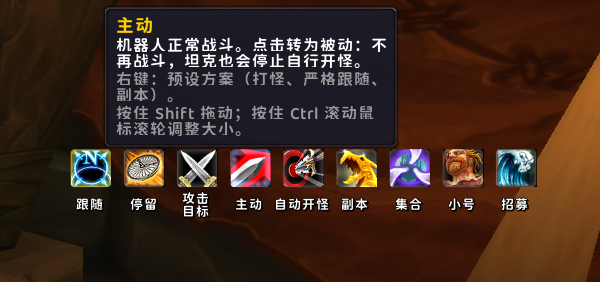 主动
机器人正常战斗。点击转为被动：不
再战斗，坦克也会停止自行开怪。
右键：预设方案（打怪、严格跟随、
副本）。
按住 Shift 拖动；按住 Ctrl 滚动鼠
标滚轮调整大小。
跟随 停留 攻击 主动 自动开怪 副本 集合 小号 招募
目标